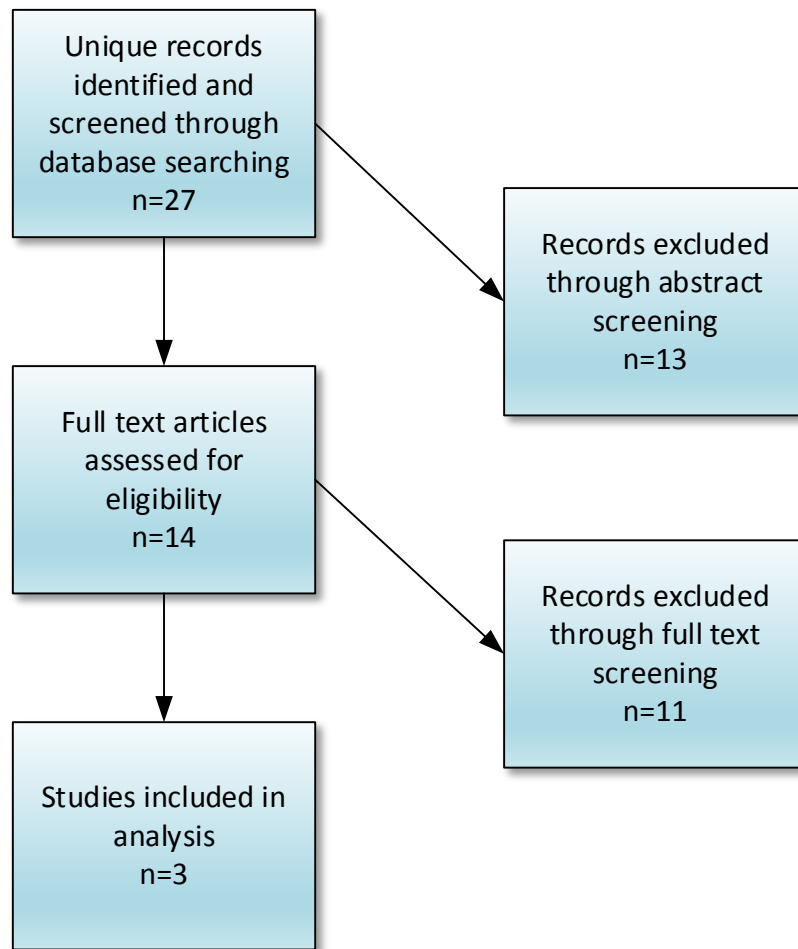 Unique records
identified and
screened through
database searching
n=27
Records excluded
through abstract
screening
n=13
Full text articles
assessed for
eligibility
n=14
Records excluded
through full text
screening
n=11
Studies included in
analysis
n=3